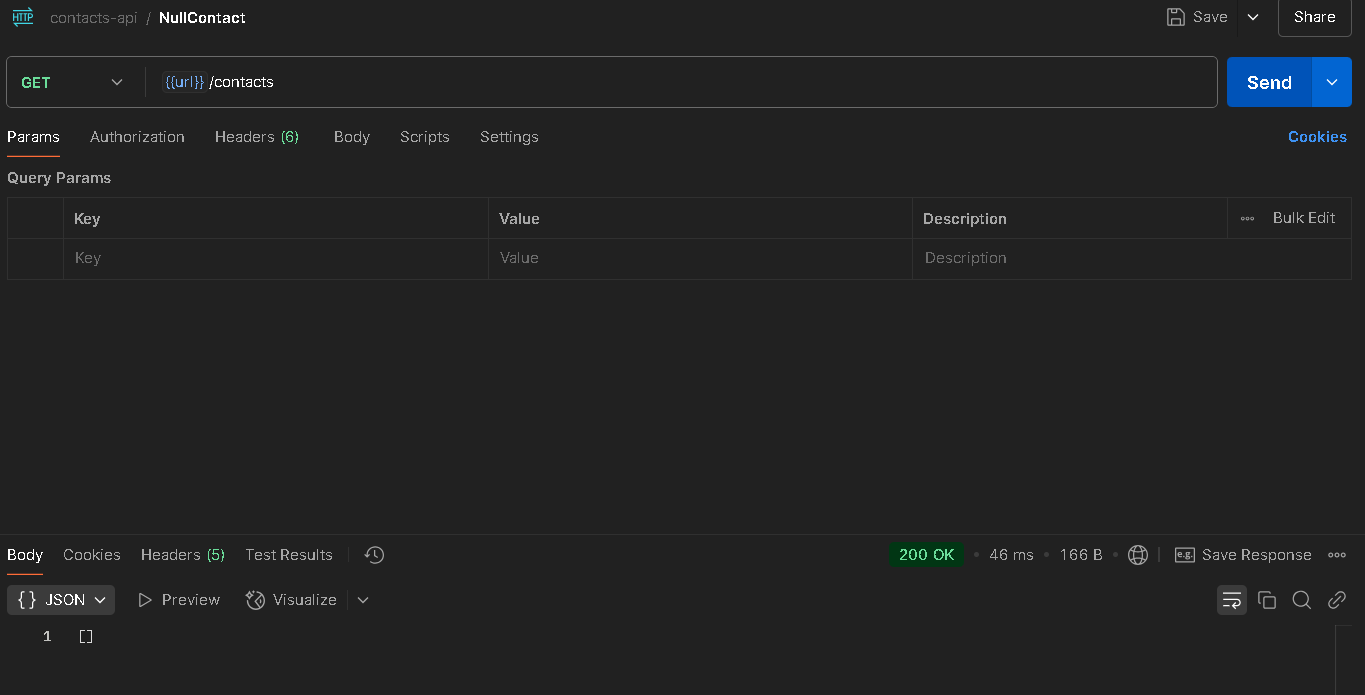 HTTP contacts-api / NullContact Save Share
GET {{url}} /contacts Send
Params Authorization Headers (6) Body Scripts Settings Cookies
Query Params
Key Value Description Bulk Edit
Key Value Description
Body Cookies Headers (5) Test Results 200 OK • 46 ms • 166 B • e.g. Save Response
{} JSON Preview Visualize
1 []